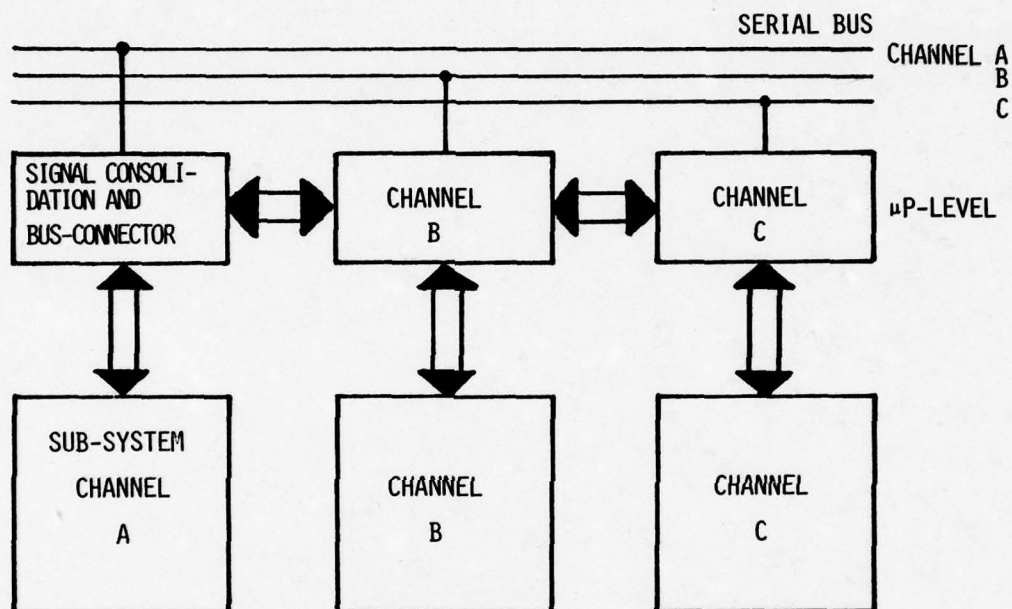 SERIAL BUS
CHANNEL A
B
C
SIGNAL CONSOLI-
DATION AND
BUS-CONNECTOR
CHANNEL
B
CHANNEL
C
µP-LEVEL
SUB-SYSTEM
CHANNEL
A
CHANNEL
B
CHANNEL
C